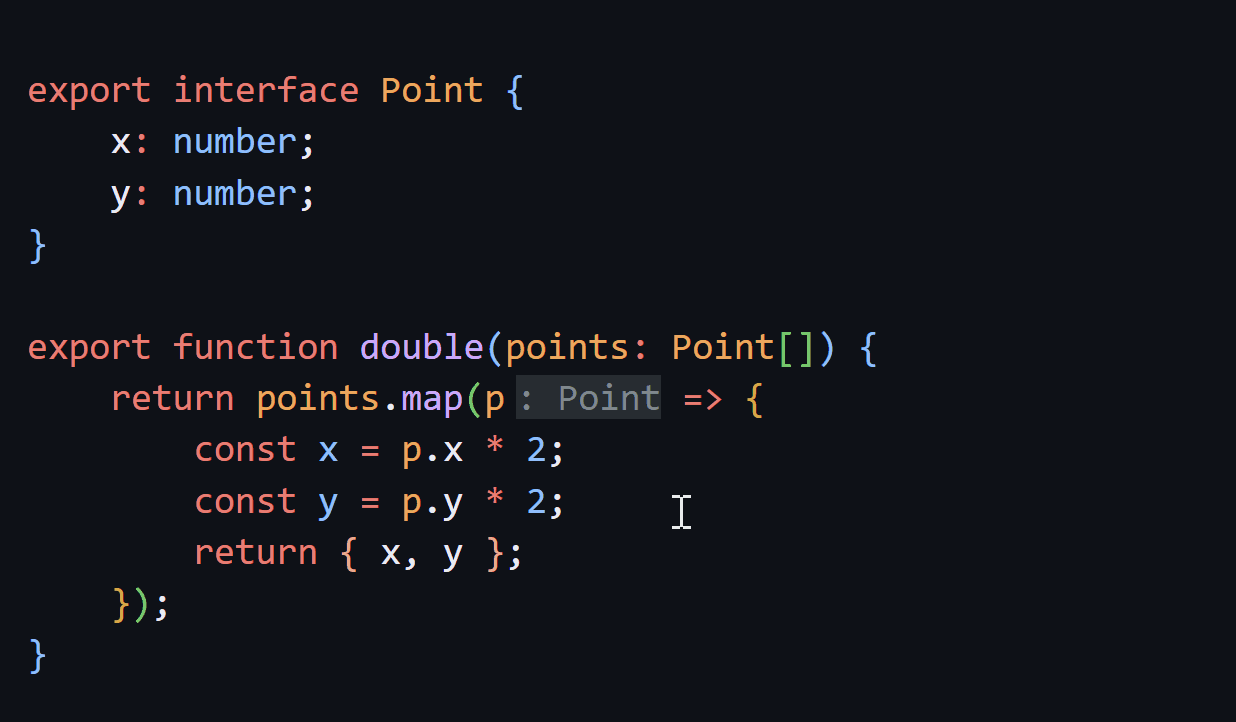 export interface Point {
    x: number;
    y: number;
}
export function double(points: Point[]) {
    return points.map(p: Point => {
        const x = p.x * 2;
        const y = p.y * 2;
        return { x, y };
    });
}